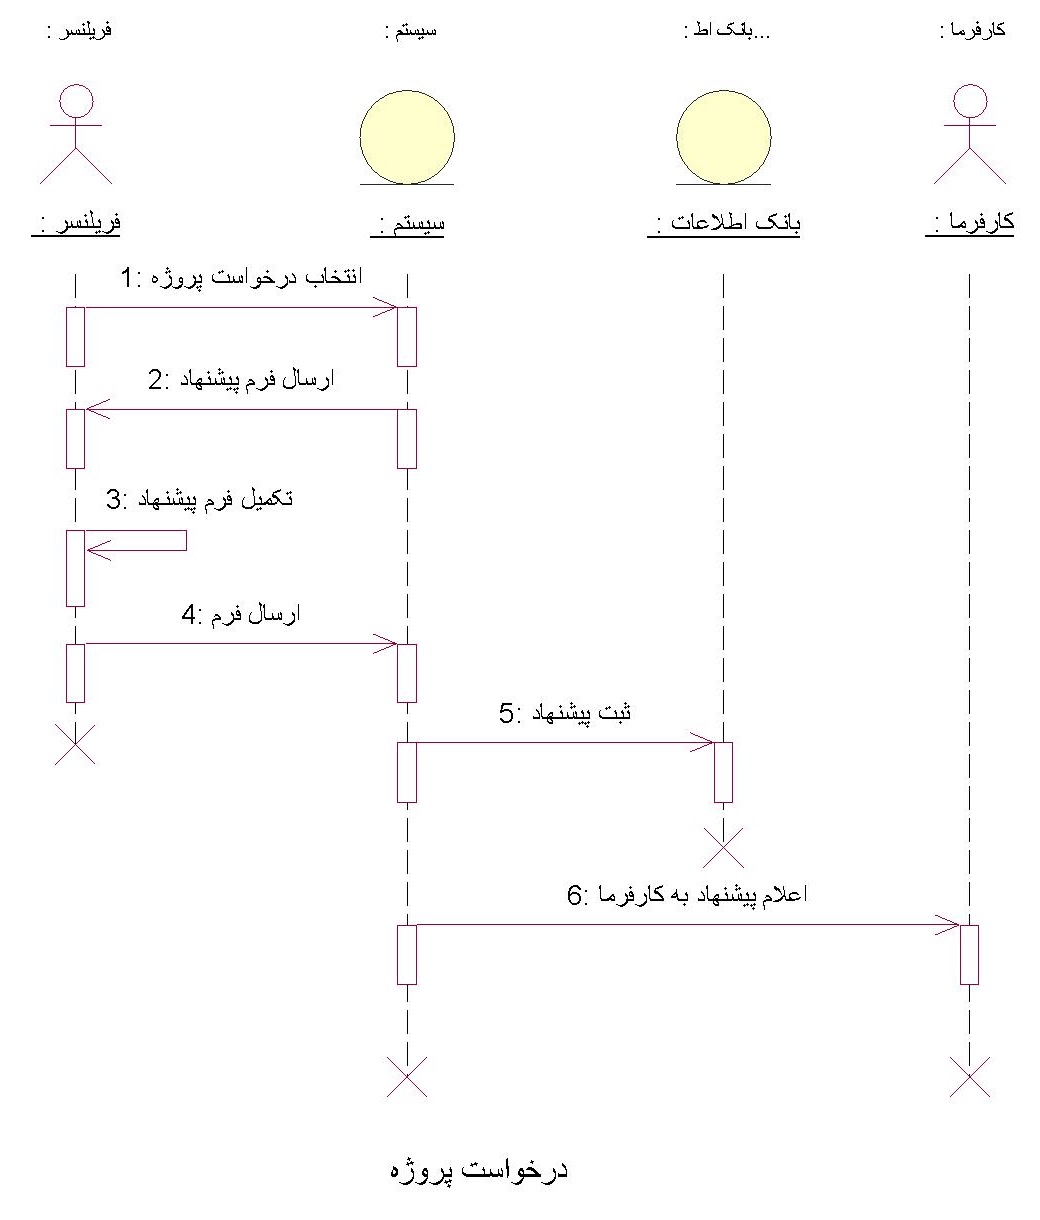 فریلنسر :
سیستم :
بانک اط... :
کارفرما :
فریلنسر :
سیستم :
بانک اطلاعات :
کارفرما :
1: انتخاب درخواست پروژه
2: ارسال فرم پیشنهاد
3: تکمیل فرم پیشنهاد
4: ارسال فرم
5: ثبت پیشنهاد
6: اعلام پیشنهاد به کارفرما
درخواست پروژه